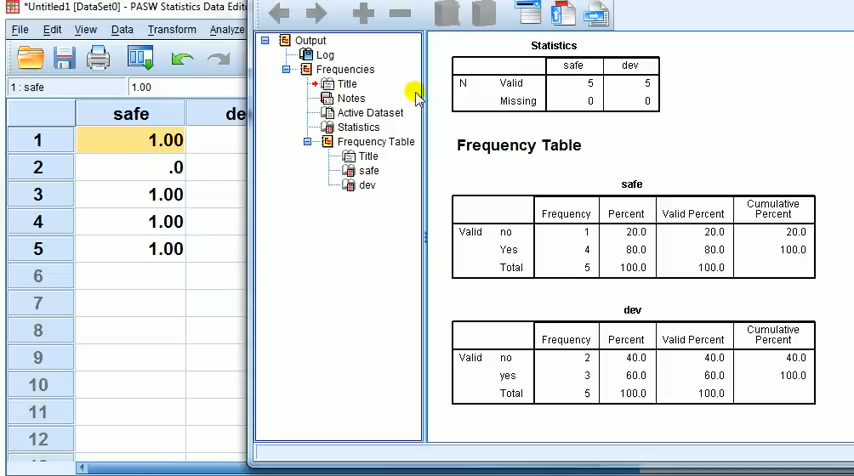 *Untitled1 [DataSet0] - PASW Statistics Data Edi
File Edit View Data Transform Analyze
1 : safe 1.00
safe de
1 1.00
2 .0
3 1.00
4 1.00
5 1.00
6
7
8
9
10
11
12
Output
Log
Frequencies
Title
Notes
Active Dataset
Statistics
Frequency Table
Title
safe
dev
Statistics
safe dev
N Valid 5 5
Missing 0 0
Frequency Table
safe
Frequency Percent Valid Percent Cumulative Percent
Valid no 1 20.0 20.0 20.0
Yes 4 80.0 80.0 100.0
Total 5 100.0 100.0
dev
Frequency Percent Valid Percent Cumulative Percent
Valid no 2 40.0 40.0 40.0
yes 3 60.0 60.0 100.0
Total 5 100.0 100.0